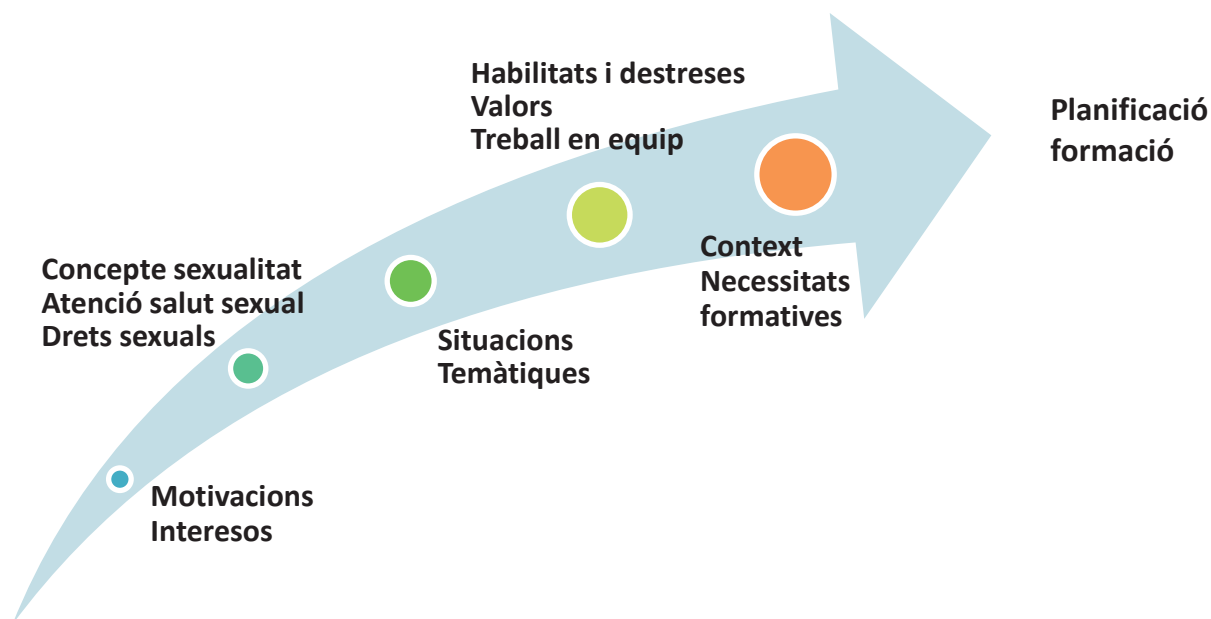 Habilitats i destreses
Valors
Treball en equip
Planificació
formació
Concepte sexualitat
Atenció salut sexual
Drets sexuals
Context
Necessitats
formatives
Situacions
Temàtiques
Motivacions
Interesos